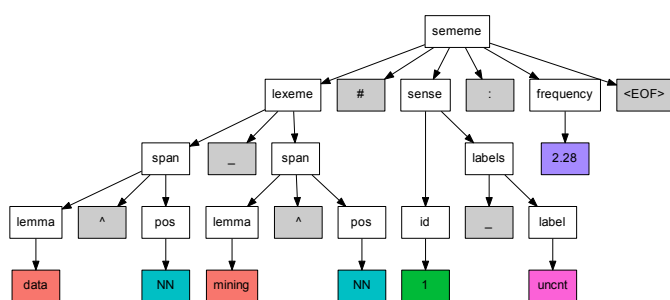 sememe
lexeme # sense : frequency <EOF>
span _ span labels 2.28
lemma ^ pos lemma ^ pos id _ label
data NN mining NN 1 uncnt